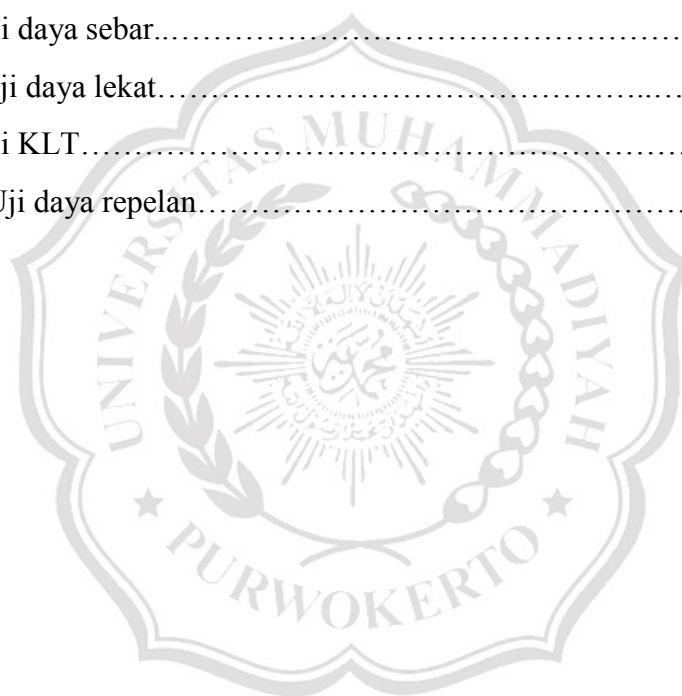 i daya sebar..……………………………………………
ji daya lekat…………………………………………..…
i KLT……………………………………………………
Uji daya repelan…………………………………………
UNIVERSITAS MUHAMMADIYAH
PURWOKERTO